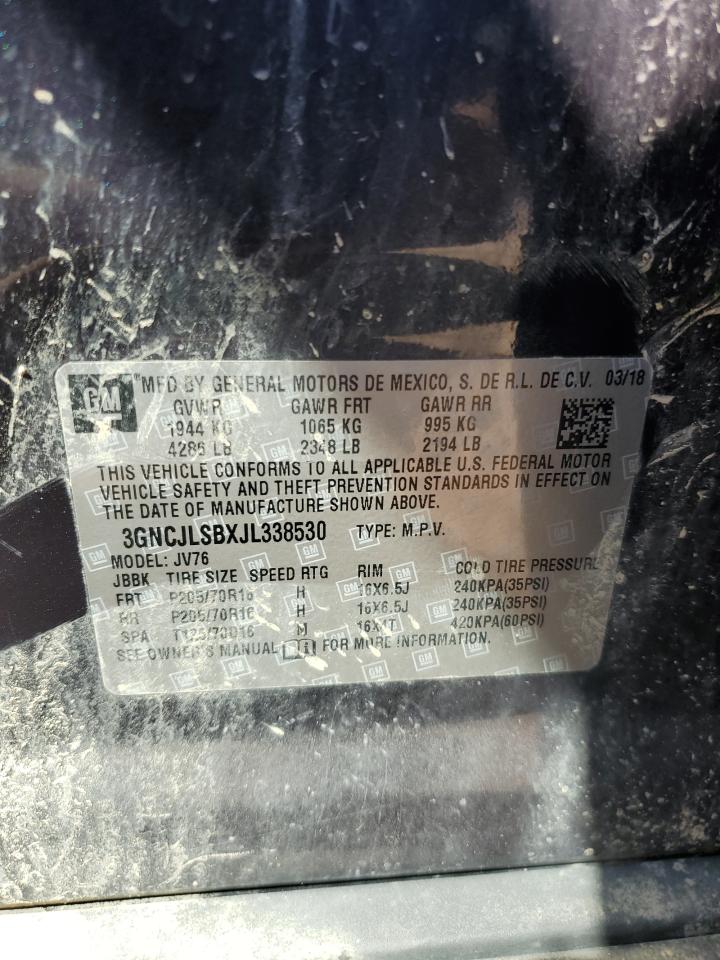 GM MFD BY GENERAL MOTORS DE MEXICO, S. DE R.L. DE C.V. 03/18
GVWR GAWR FRT GAWR RR
1944 KG 1065 KG 995 KG
4286 LB 2348 LB 2194 LB
THIS VEHICLE CONFORMS TO ALL APPLICABLE U.S. FEDERAL MOTOR
VEHICLE SAFETY AND THEFT PREVENTION STANDARDS IN EFFECT ON
THE DATE OF MANUFACTURE SHOWN ABOVE.
3GNCJLSBXJL338530 TYPE: M.P.V.
MODEL: JV76
JBBK TIRE SIZE SPEED RTG RIM COLD TIRE PRESSURE
FRT P205/70R16 H 16X6.5J 240KPA(35PSI)
RR P205/70R16 H 16X6.5J 240KPA(35PSI)
SPA T125/70D16 M 16X4T 420KPA(60PSI)
SEE OWNER'S MANUAL FOR MORE INFORMATION.